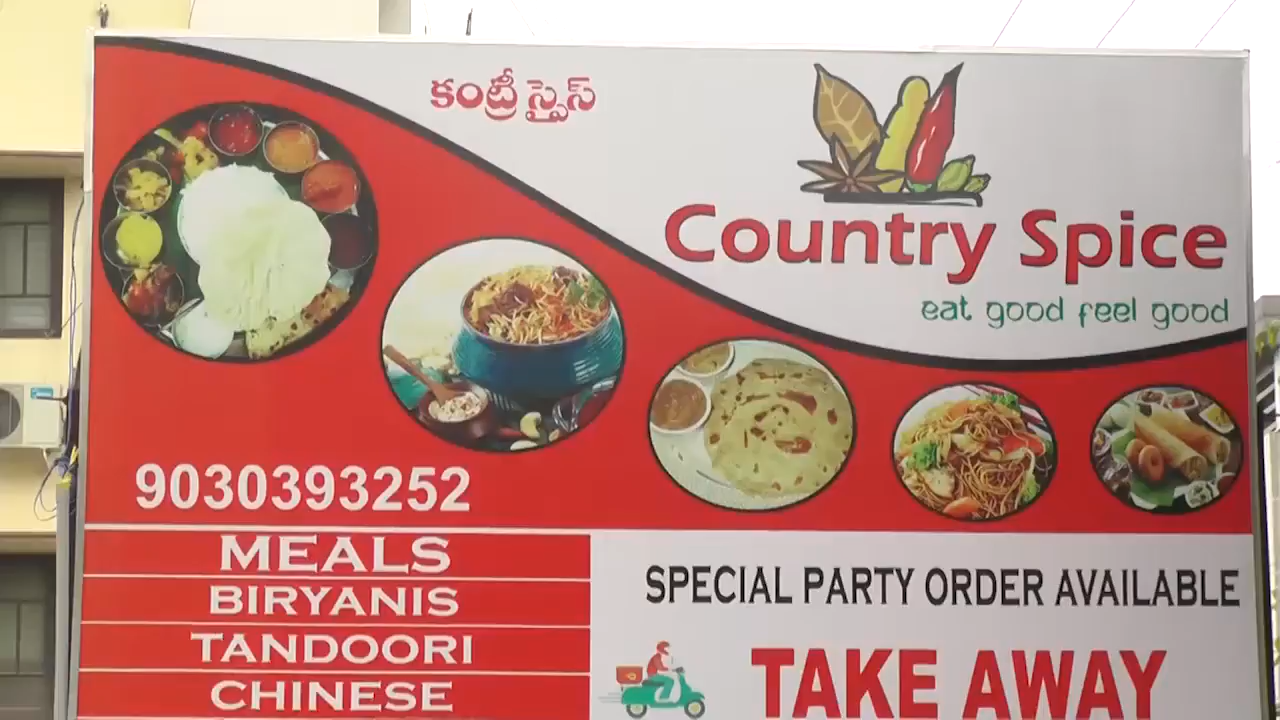 కంట్రీ స్పైస్
Country Spice
eat good feel good
9030393252
MEALS
BIRYANIS
TANDOORI
CHINESE
SPECIAL PARTY ORDER AVAILABLE
TAKE AWAY